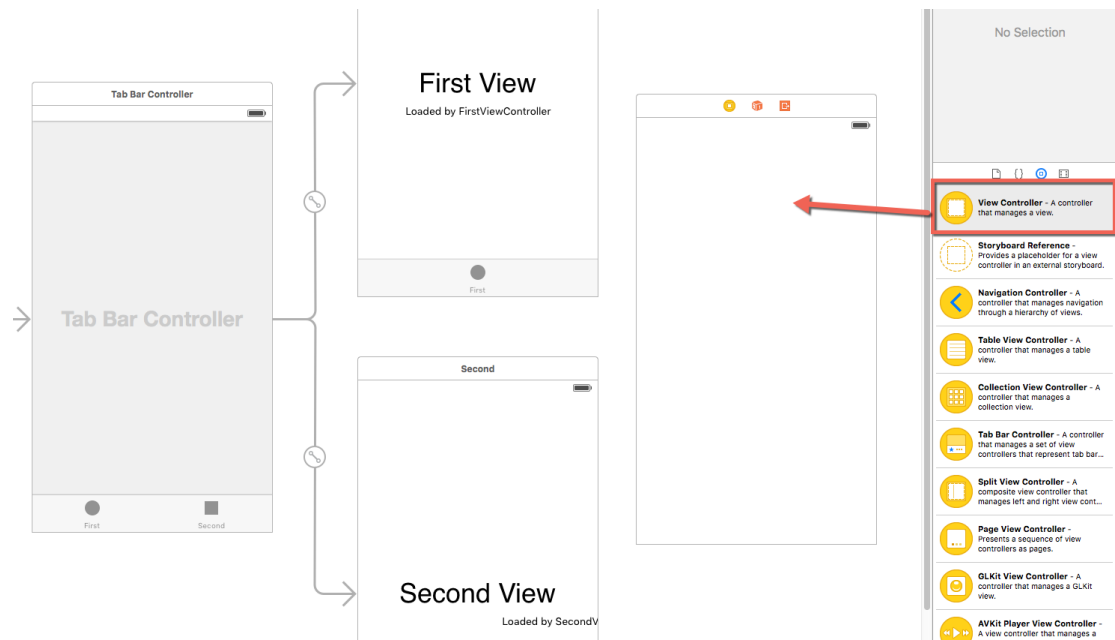 Tab Bar Controller
Tab Bar Controller
First
Second
First View
Loaded by FirstViewController
First
Second
Second View
Loaded by SecondV
No Selection
{}
View Controller - A controller
that manages a view.
Storyboard Reference -
Provides a placeholder for a view
controller in an external storyboard.
Navigation Controller - A
controller that manages navigation
through a hierarchy of views.
Table View Controller - A
controller that manages a table
view.
Collection View Controller - A
controller that manages a
collection view.
Tab Bar Controller - A controller
that manages a set of view
controllers that represent tab bar...
Split View Controller - A
composite view controller that
manages left and right view cont...
Page View Controller -
Presents a sequence of view
controllers as pages.
GLKit View Controller - A
controller that manages a GLKit
view.
AVKit Player View Controller -
A view controller that manages a